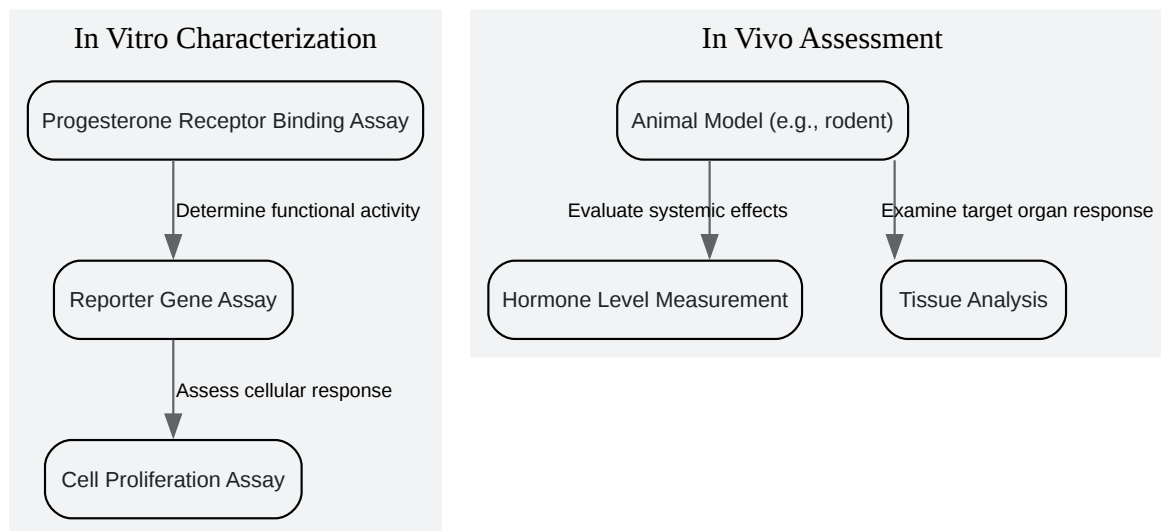 In Vitro Characterization
Progesterone Receptor Binding Assay
Determine functional activity
Reporter Gene Assay
Assess cellular response
Cell Proliferation Assay
In Vivo Assessment
Animal Model (e.g., rodent)
Evaluate systemic effects
Examine target organ response
Hormone Level Measurement
Tissue Analysis